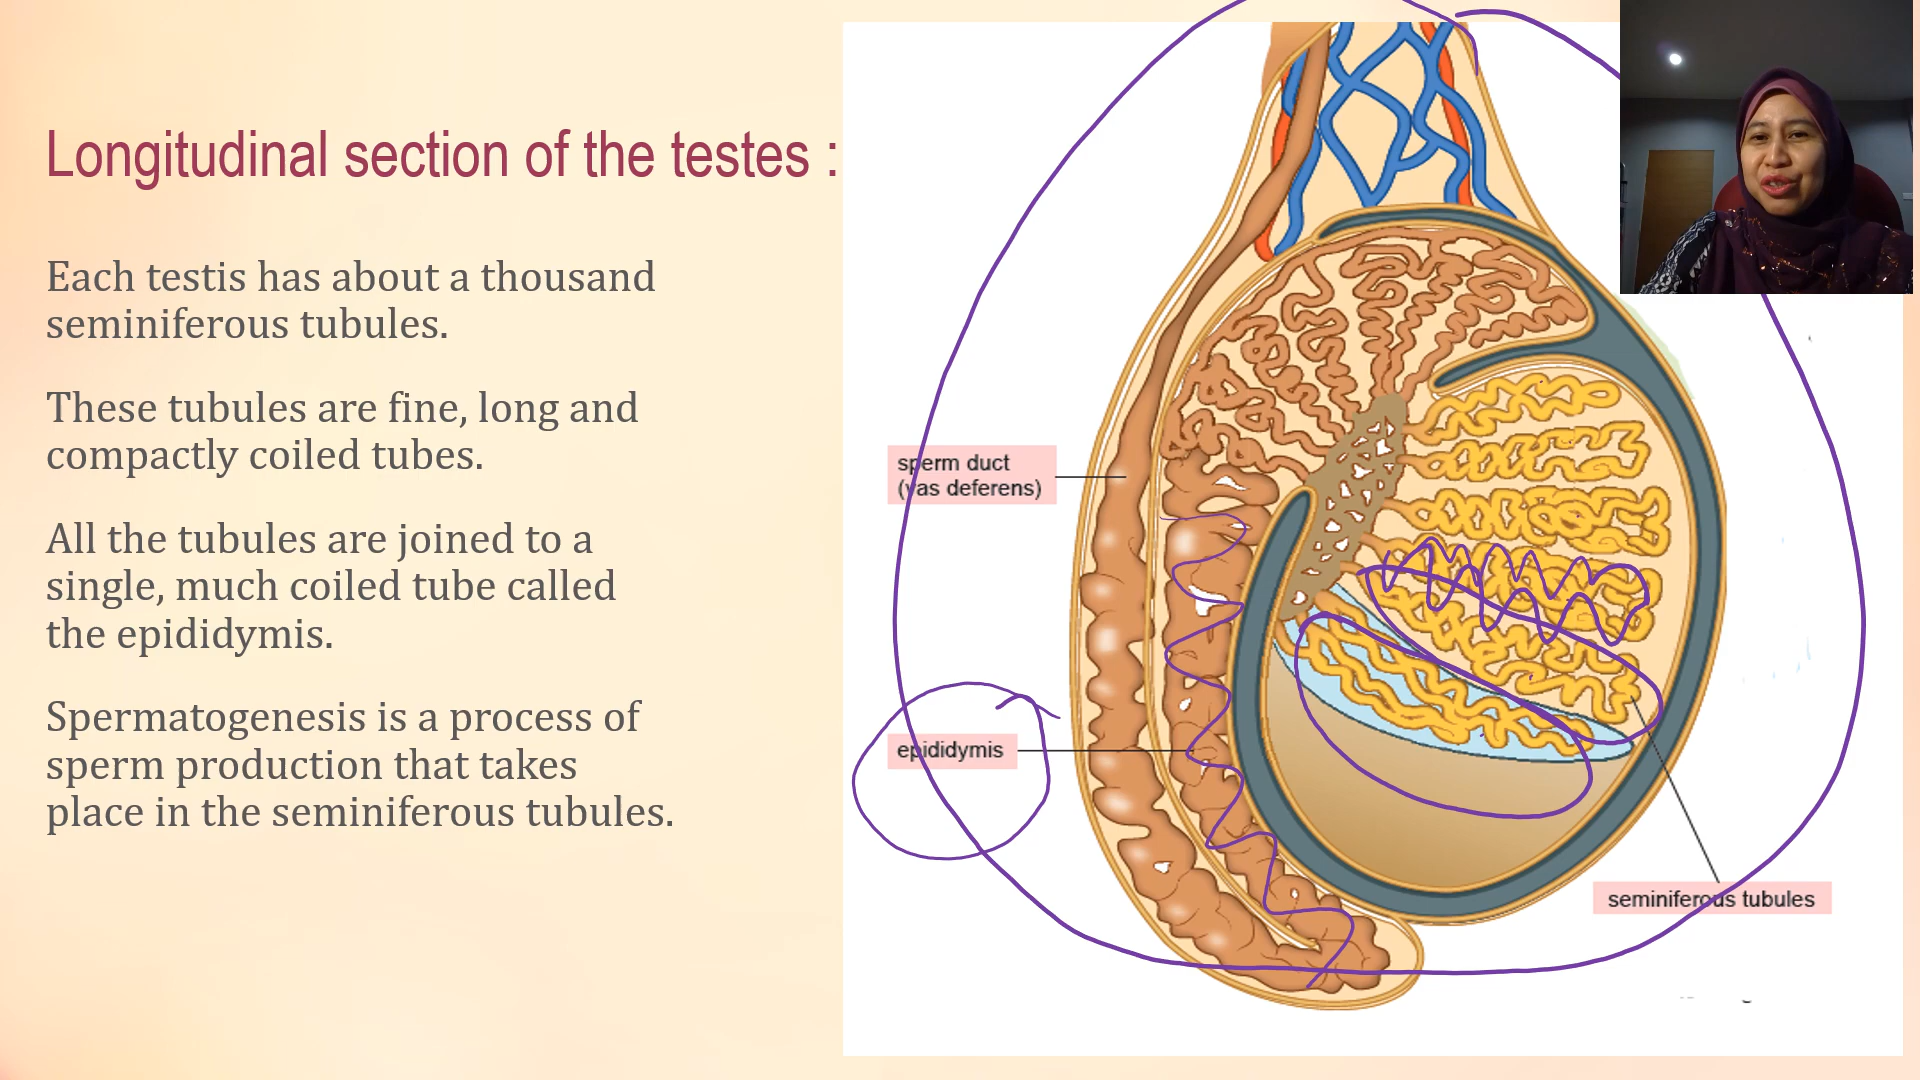 Longitudinal section of the testes :
Each testis has about a thousand
seminiferous tubules.
These tubules are fine, long and
compactly coiled tubes.
All the tubules are joined to a
single, much coiled tube called
the epididymis.
Spermatogenesis is a process of
sperm production that takes
place in the seminiferous tubules.
sperm duct
(vas deferens)
epididymis
seminiferous tubules